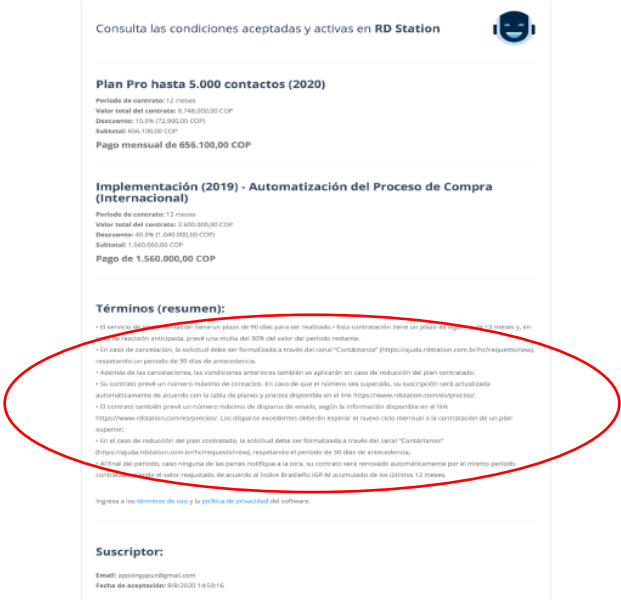 Consulta las condiciones aceptadas y activas en RD Station
Plan Pro hasta 5.000 contactos (2020)
Periodo de contrato: 12 meses
Valor total del contrato: 8.748.000,00 COP
Descuento: 10.0% (72.900,00 COP)
Subtotal: 656.100,00 COP
Pago mensual de 656.100,00 COP
Implementación (2019) - Automatización del Proceso de Compra
(Internacional)
Periodo de contrato: 12 meses
Valor total del contrato: 2.600.000,00 COP
Descuento: 40.0% (1.040.000,00 COP)
Subtotal: 1.560.000,00 COP
Pago de 1.560.000,00 COP
Términos (resumen):
• El servicio de implementación tiene un plazo de 90 días para ser realizado.• Esta contratación tiene un plazo de vigencia de 12 meses y, en
caso de rescisión anticipada, prevé una multa del 30% del valor del periodo restante.
• En caso de cancelación, la solicitud debe ser formalizada a través del canal "Contáctanos" (https://ajuda.rdstation.com.br/hc/requests/new),
respetando un periodo de 30 días de antecedencia.
• Además de las cancelaciones, las condiciones anteriores también se aplicarán en caso de reducción del plan contratado.
• Su contrato prevé un número máximo de contactos. En caso de que el número sea superado, su suscripción será actualizada
automáticamente de acuerdo con la tabla de planes y precios disponible en el link https://www.rdstation.com/es/precios/.
• El contrato también prevé un número máximo de disparos de emails, según la información disponible en el link
https://www.rdstation.com/es/precios/. Los disparos excedentes deberán esperar el nuevo ciclo mensual o la contratación de un plan
superior;
• En el caso de reducción del plan contratado, la solicitud debe ser formalizada a través del canal "Contáctanos"
(https://ajuda.rdstation.com.br/hc/requests/new), respetando el periodo de 30 días de antecedencia;
• Al final del período, caso ninguna de las partes notifique a la otra, su contrato será renovado automáticamente por el mismo período
contratado, siendo el valor reajustado de acuerdo al índice Brasileño IGP-M acumulado de los últimos 12 meses.
Ingresa a los términos de uso y la política de privacidad del software.
Suscriptor:
Email: appsingapur@gmail.com
Fecha de aceptación: 8/8/2020 14:59:16